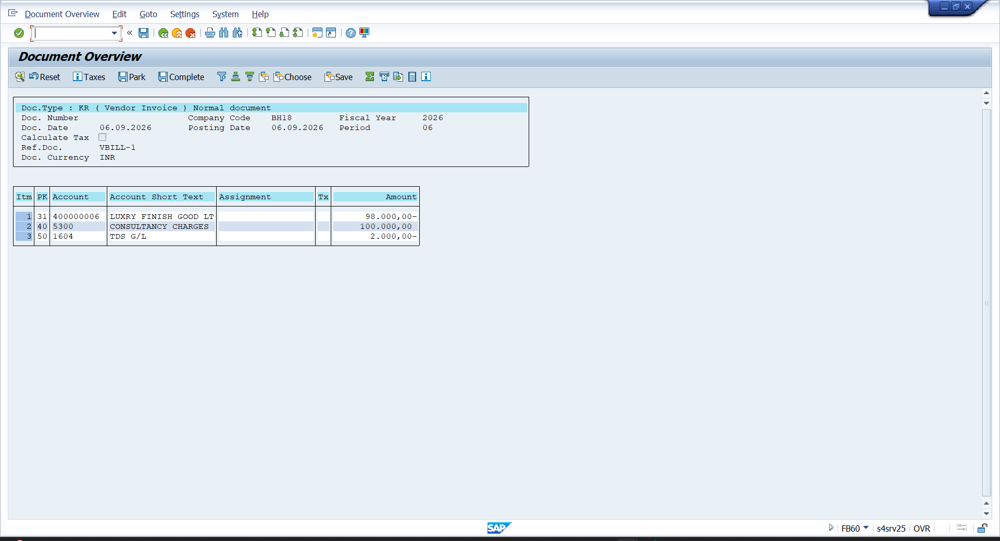 Document Overview Edit Goto Settings System Help
Document Overview
Reset Taxes Park Complete Choose Save
Doc.Type : KR ( Vendor Invoice ) Normal document
Doc. Number Company Code BH18 Fiscal Year 2026
Doc. Date 06.09.2026 Posting Date 06.09.2026 Period 06
Calculate Tax
Ref.Doc. VBILL-1
Doc. Currency INR
Itm PK Account Account Short Text Assignment Tx Amount
1 31 400000006 LUXRY FINISH GOOD LT 98.000,00-
2 40 5300 CONSULTANCY CHARGES 100.000,00
3 50 1604 TDS G/L 2.000,00-
SAP FB60 s4srv25 OVR